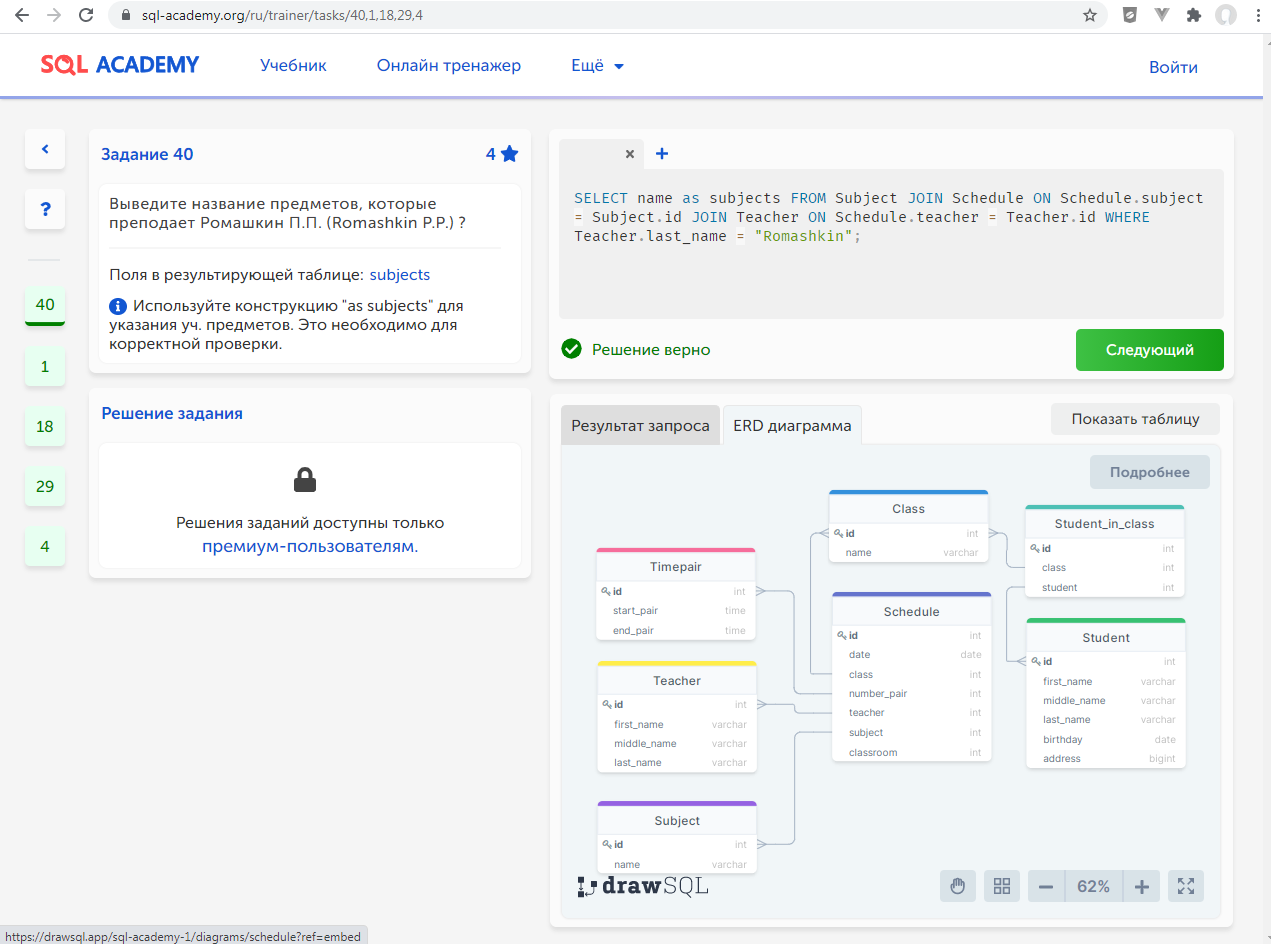 sql-academy.org/ru/trainer/tasks/40,1,18,29,4
SQL ACADEMY
Учебник
Онлайн тренажер
Ещё
Войти
40
1
18
29
4
Задание 40
4
Выведите название предметов, которые
преподает Ромашкин П.П. (Romashkin P.P.) ?
Поля в результирующей таблице: subjects
Используйте конструкцию "as subjects" для
указания уч. предметов. Это необходимо для
корректной проверки.
Решение задания
Решения заданий доступны только
премиум-пользователям.
SELECT name as subjects FROM Subject JOIN Schedule ON Schedule.subject
= Subject.id JOIN Teacher ON Schedule.teacher = Teacher.id WHERE
Teacher.last_name = "Romashkin";
Решение верно
Следующий
Результат запроса
ERD диаграмма
Показать таблицу
Подробнее
Timepair
id int
start_pair time
end_pair time
Teacher
id int
first_name varchar
middle_name varchar
last_name varchar
Subject
id int
name varchar
Class
id int
name varchar
Schedule
id int
date date
class int
number_pair int
teacher int
subject int
classroom int
Student_in_class
id int
class int
student int
Student
id int
first_name varchar
middle_name varchar
last_name varchar
birthday date
address bigint
drawSQL
62%
https://drawsql.app/sql-academy-1/diagrams/schedule?ref=embed